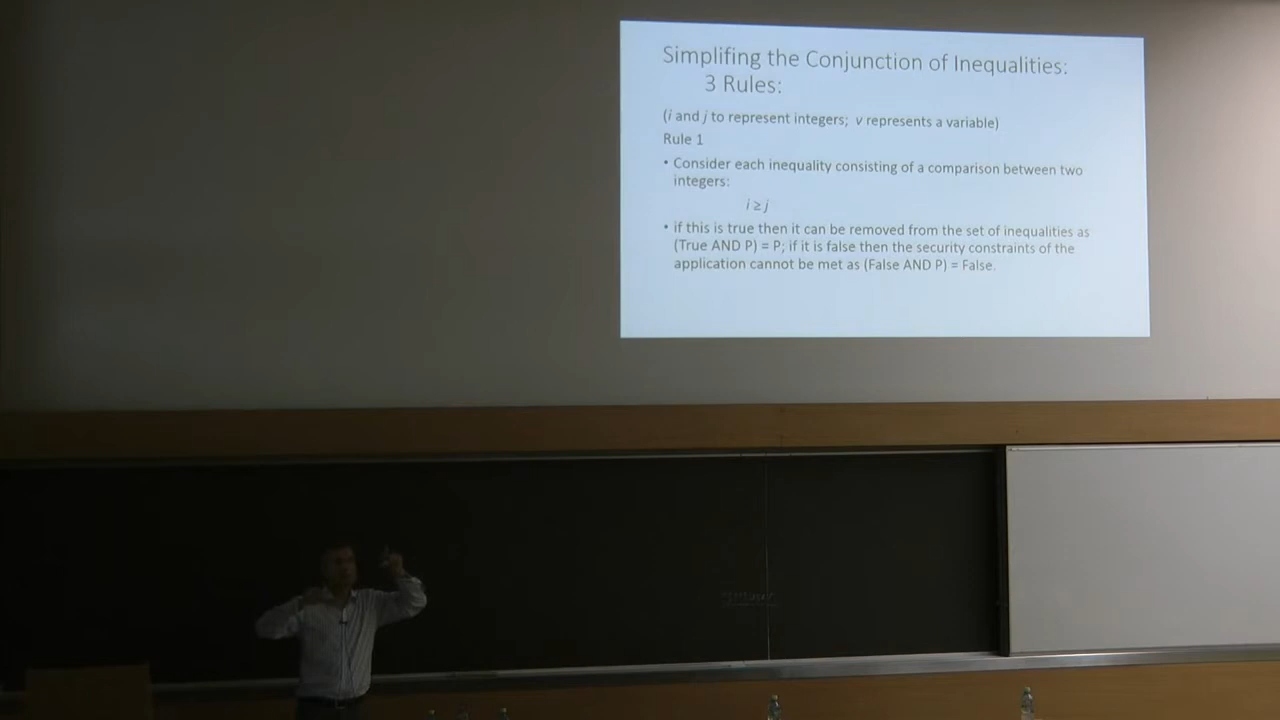 Simplifing the Conjunction of Inequalities:
3 Rules:
(i and j to represent integers; v represents a variable)
Rule 1
• Consider each inequality consisting of a comparison between two
integers:
i ≥ j
• if this is true then it can be removed from the set of inequalities as
(True AND P) = P; if it is false then the security constraints of the
application cannot be met as (False AND P) = False.